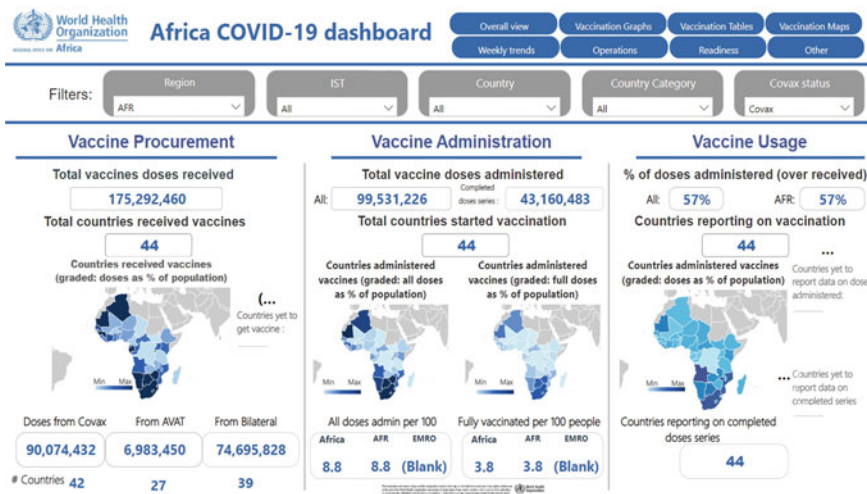 World Health
Organization
REGIONAL OFFICE FOR Africa
Africa COVID-19 dashboard
Overall view
Vaccination Graphs
Vaccination Tables
Vaccination Maps
Weekly trends
Operations
Readiness
Other
Filters:
Region
AFR
IST
All
Country
All
Country Category
All
Covax status
Covax
Vaccine Procurement
Total vaccines doses received
175,292,460
Total countries received vaccines
44
Countries received vaccines
(graded: doses as % of population)
(...
Countries yet to
get vaccine :
Min Max
Doses from Covax
From AVAT
From Bilateral
90,074,432
6,983,450
74,695,828
# Countries 42
27
39
Vaccine Administration
Total vaccine doses administered
All: 99,531,226
Completed
doses series :
43,160,483
Total countries started vaccination
44
Countries administered
vaccines (graded: all doses
as % of population)
Min Max
Countries administered
vaccines (graded: full doses
as % of population)
Min Max
All doses admin per 100
Africa AFR EMRO
8.8 8.8 (Blank)
Fully vaccinated per 100 people
Africa AFR EMRO
3.8 3.8 (Blank)
Vaccine Usage
% of doses administered (over received)
All: 57% AFR: 57%
Countries reporting on vaccination
44
Countries administered vaccines
(graded: doses as % of population)
...
Countries yet to
report data on dose
administered:
Min Max
...
Countries yet to
report data on
completed series
Countries reporting on completed
doses series
44